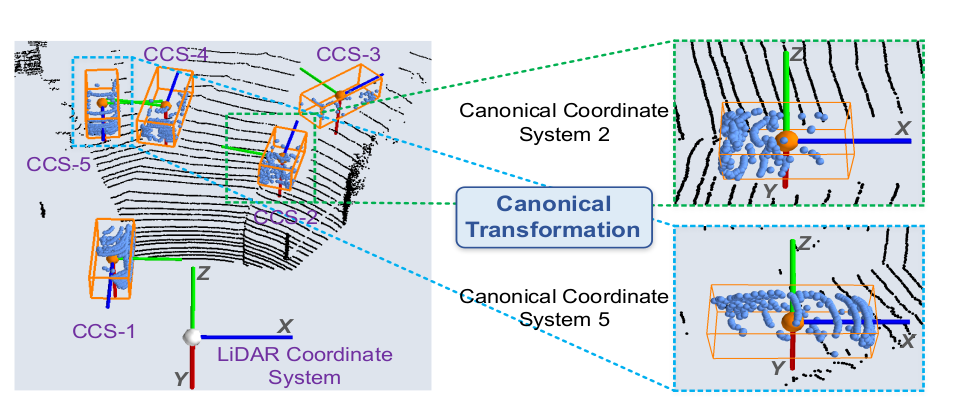 CCS-4
CCS-3
CCS-5
CCS-2
CCS-1
Z
X
Y
LiDAR Coordinate
System
Canonical Coordinate
System 2
Canonical
Transformation
Canonical Coordinate
System 5
Z
X
Y
Z
X
Y